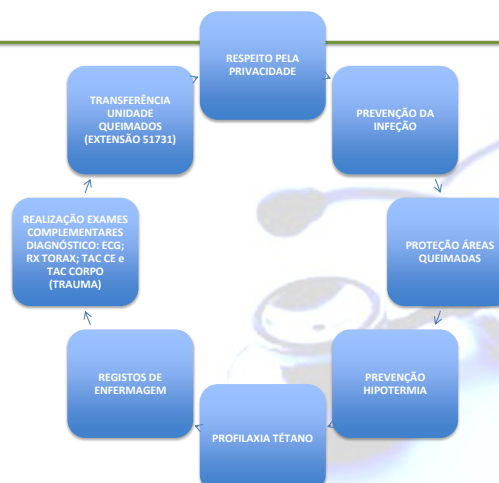 RESPEITO PELA
PRIVACIDADE
PREVENÇÃO DA
INFEÇÃO
PROTEÇÃO ÁREAS
QUEIMADAS
PREVENÇÃO
HIPOTERMIA
PROFILAXIA TÉTANO
REGISTOS DE
ENFERMAGEM
REALIZAÇÃO EXAMES
COMPLEMENTARES
DIAGNÓSTICO: ECG;
RX TORAX; TAC CE e
TAC CORPO
(TRAUMA)
TRANSFERÊNCIA
UNIDADE
QUEIMADOS
(EXTENSÃO 51731)